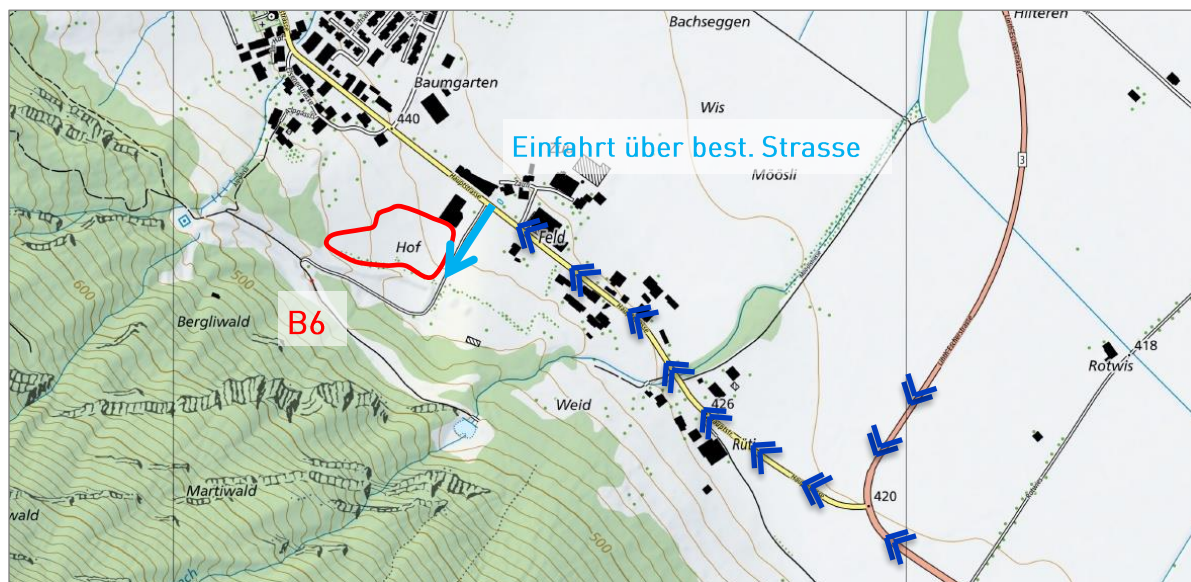 Bachseggen
Hilteren
Baumgarten
440
Wis
Einfahrt über best. Strasse
Möösli
3
Hauptstrasse
Feld
Hof
500
600
B6
Bergliwald
418
Rotwis
Weid
426
Rüti
Martiwald
420
wald
500